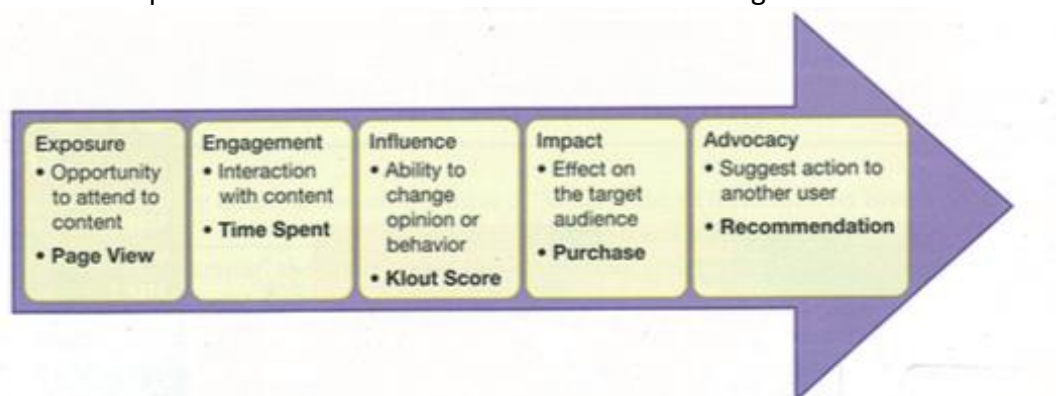 Exposure
• Opportunity
to attend to
content
• Page View
Engagement
• Interaction
with content
• Time Spent
Influence
• Ability to
change
opinion or
behavior
• Klout Score
Impact
• Effect on
the target
audience
• Purchase
Advocacy
• Suggest action to
another user
• Recommendation